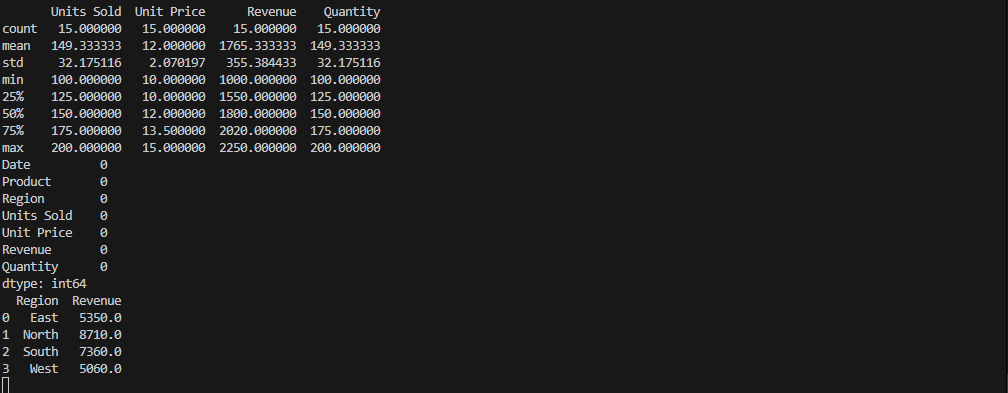 Units Sold  Unit Price      Revenue    Quantity
count   15.000000   15.000000    15.000000   15.000000
mean   149.333333   12.000000  1765.333333  149.333333
std     32.175116    2.070197   355.384433   32.175116
min    100.000000   10.000000  1000.000000  100.000000
25%    125.000000   10.000000  1550.000000  125.000000
50%    150.000000   12.000000  1800.000000  150.000000
75%    175.000000   13.500000  2020.000000  175.000000
max    200.000000   15.000000  2250.000000  200.000000
Date          0
Product       0
Region        0
Units Sold    0
Unit Price    0
Revenue       0
Quantity      0
dtype: int64
  Region  Revenue
0   East   5350.0
1  North   8710.0
2  South   7360.0
3   West   5060.0